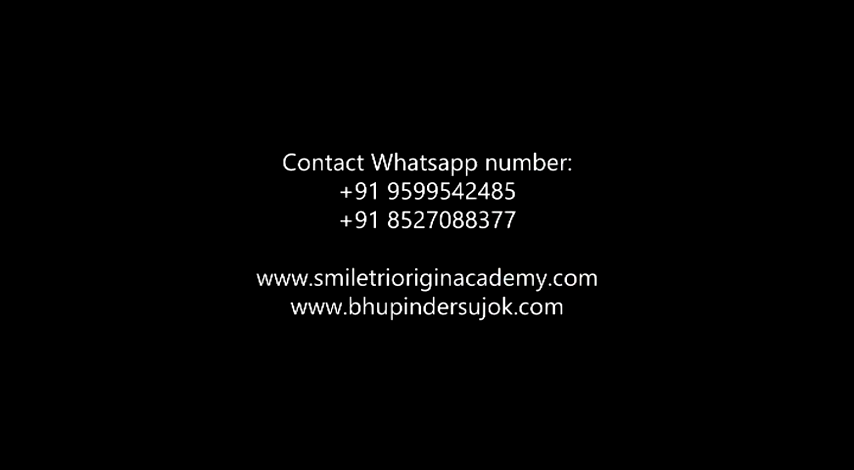 Contact Whatsapp number:
+91 9599542485
+91 8527088377
www.smiletrioriginacademy.com
www.bhupindersujok.com